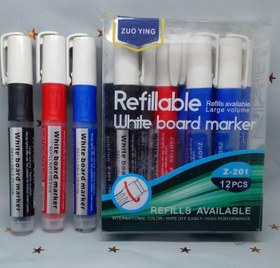 ZUO YING
Refillable
Refills available
Large volume
White board marker
Z-201
12PCS
REFILLS AVAILABLE
INTERNATIONAL COLOR · WIPE OFF EASILY · HIGH PERFORMANCE
White board marker
White board marker
White board marker